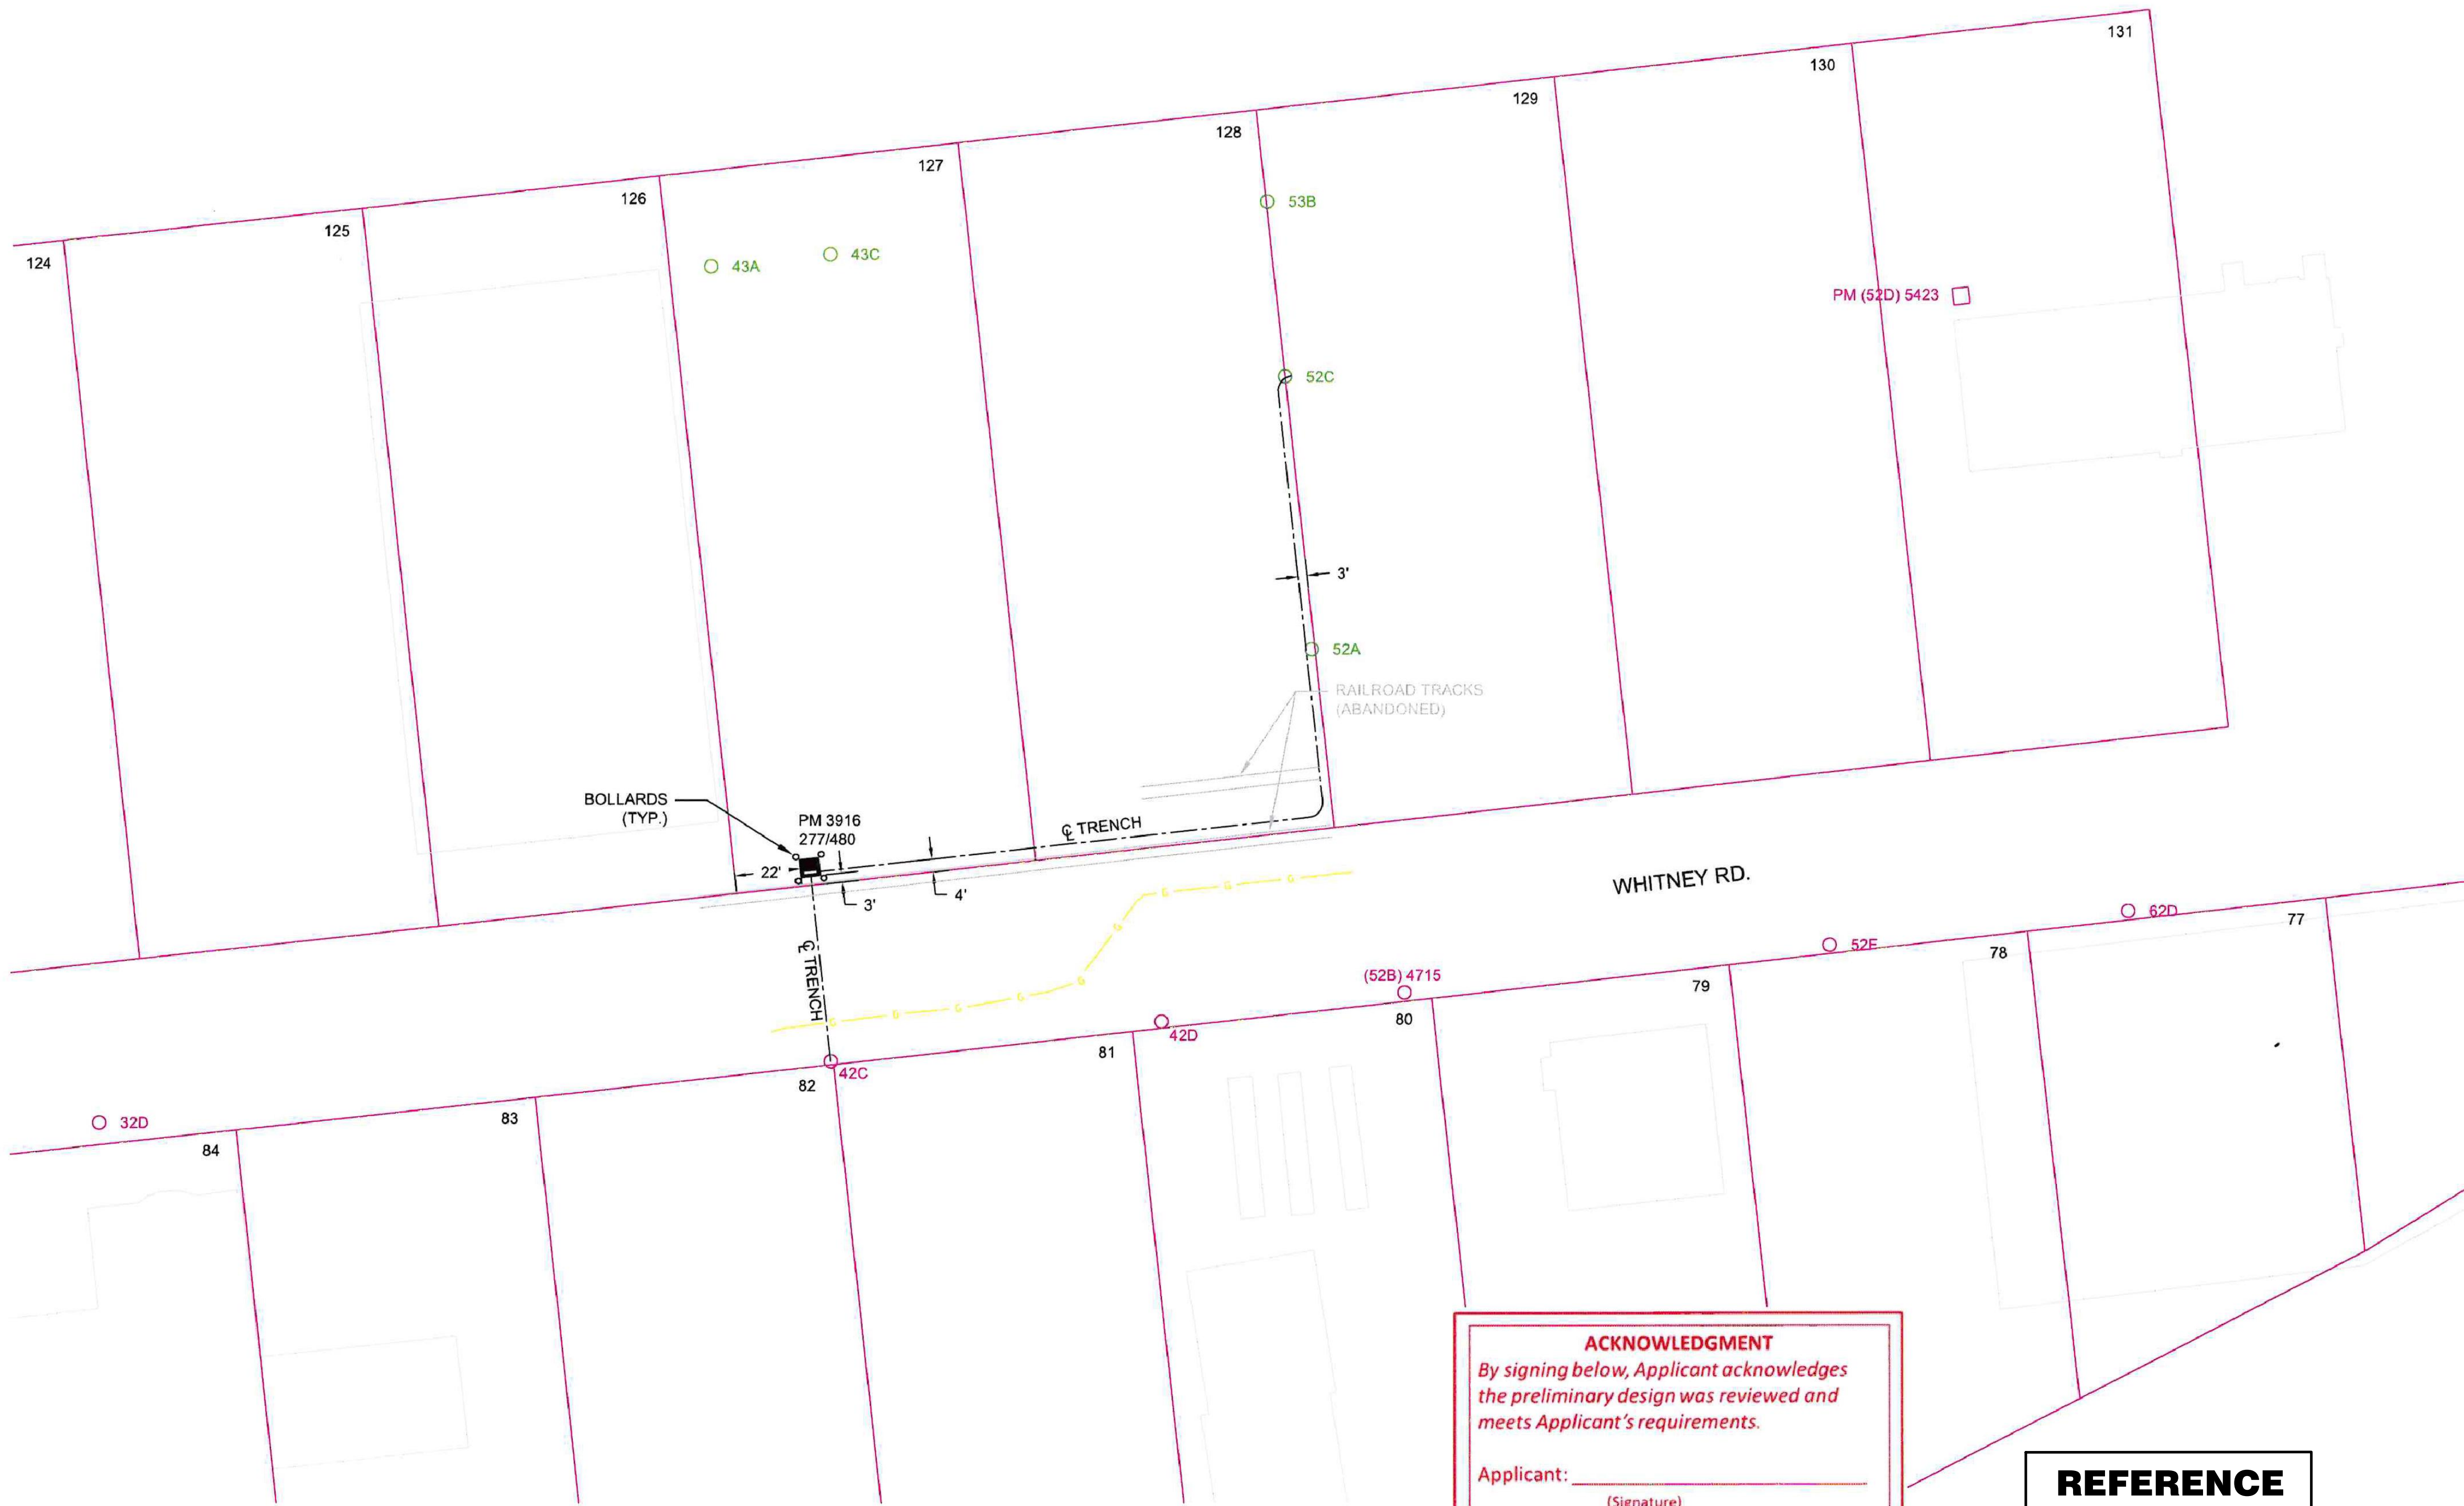 131
130
129
128
127
126
125
124
53B
43C
43A
PM (52D) 5423
52C
3'
52A
RAILROAD TRACKS
(ABANDONED)
BOLLARDS
(TYP.)
PM 3916
277/480
℄ TRENCH
22'
3'
4'
WHITNEY RD.
℄ TRENCH
G G G G G G G G G
62D
77
52E
78
(52B) 4715
79
80
42D
81
42C
82
83
32D
84
ACKNOWLEDGMENT
By signing below, Applicant acknowledges
the preliminary design was reviewed and
meets Applicant's requirements.
Applicant:
(Signature)
REFERENCE